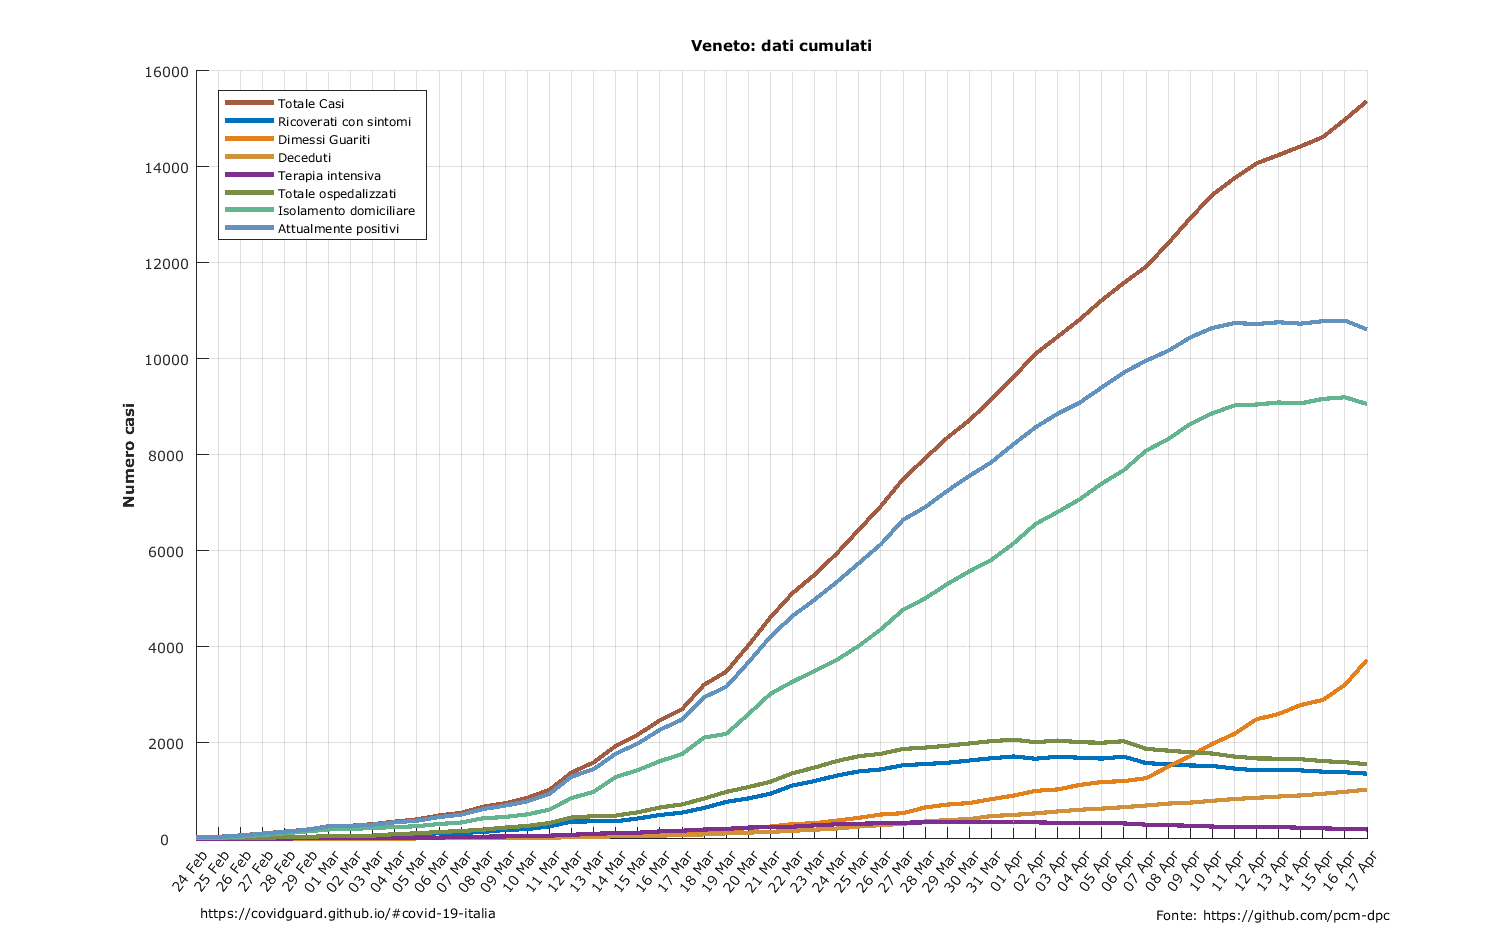 Veneto: dati cumulati
16000
14000
12000
10000
8000
6000
4000
2000
0
Numero casi
Totale Casi
Ricoverati con sintomi
Dimessi Guariti
Deceduti
Terapia intensiva
Totale ospedalizzati
Isolamento domiciliare
Attualmente positivi
24 Feb
25 Feb
26 Feb
27 Feb
28 Feb
29 Feb
01 Mar
02 Mar
03 Mar
04 Mar
05 Mar
06 Mar
07 Mar
08 Mar
09 Mar
10 Mar
11 Mar
12 Mar
13 Mar
14 Mar
15 Mar
16 Mar
17 Mar
18 Mar
19 Mar
20 Mar
21 Mar
22 Mar
23 Mar
24 Mar
25 Mar
26 Mar
27 Mar
28 Mar
29 Mar
30 Mar
31 Mar
01 Apr
02 Apr
03 Apr
04 Apr
05 Apr
06 Apr
07 Apr
08 Apr
09 Apr
10 Apr
11 Apr
12 Apr
13 Apr
14 Apr
15 Apr
16 Apr
17 Apr
https://covidguard.github.io/#covid-19-italia
Fonte: https://github.com/pcm-dpc